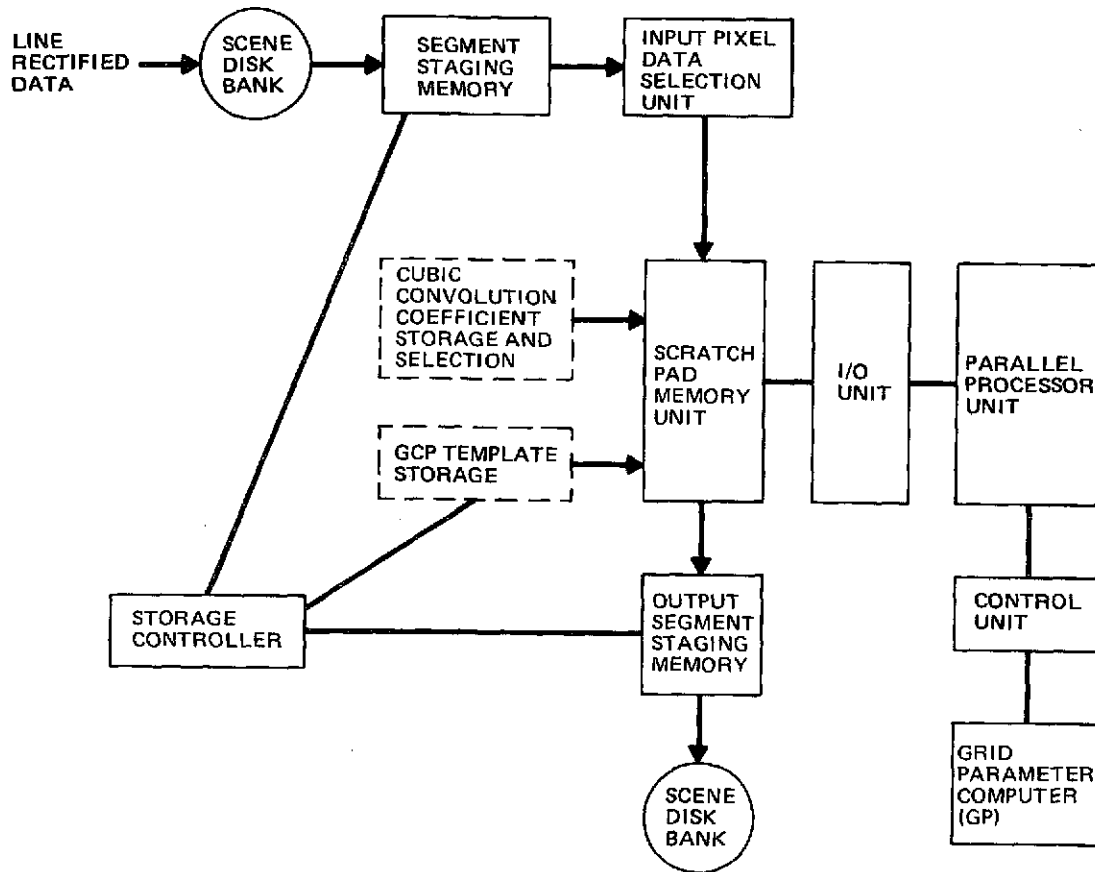 LINE
RECTIFIED
DATA
SCENE
DISK
BANK
SEGMENT
STAGING
MEMORY
INPUT PIXEL
DATA
SELECTION
UNIT
CUBIC
CONVOLUTION
COEFFICIENT
STORAGE AND
SELECTION
SCRATCH
PAD
MEMORY
UNIT
I/O
UNIT
PARALLEL
PROCESSOR
UNIT
GCP TEMPLATE
STORAGE
STORAGE
CONTROLLER
OUTPUT
SEGMENT
STAGING
MEMORY
CONTROL
UNIT
SCENE
DISK
BANK
GRID
PARAMETER
COMPUTER
(GP)